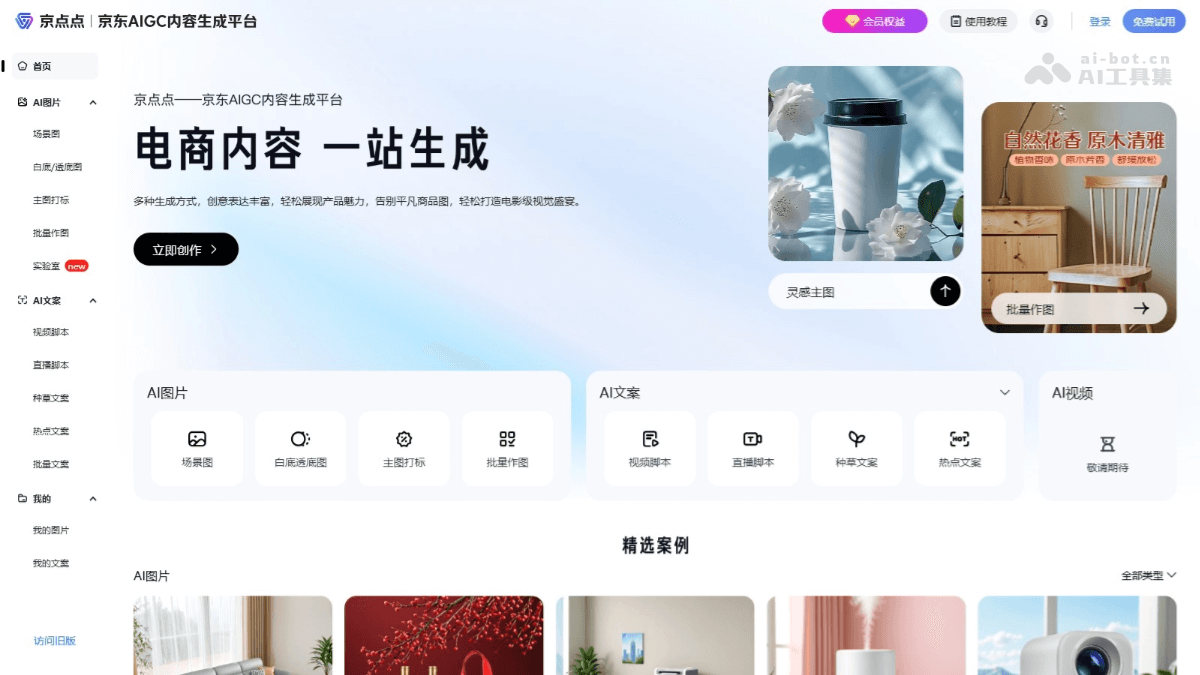 京点点 | 京东AIGC内容生成平台
会员权益
使用教程
登录
免费试用
首页
AI图片
场景图
白底/透底图
主图打标
批量作图
实验室 new
AI文案
视频脚本
直播脚本
种草文案
热点文案
批量文案
我的
我的图片
我的文案
访问旧版
京点点——京东AIGC内容生成平台
电商内容 一站生成
多种生成方式，创意表达丰富，轻松展现产品魅力，告别平凡商品图，轻松打造电影级视觉盛宴。
立即创作
灵感主图
ai-bot.cn
AI工具集
自然花香 原木清雅
植物香味 原木片香 舒缓放松
批量作图
AI图片
场景图
白底透底图
主图打标
批量作图
AI文案
视频脚本
直播脚本
种草文案
HOT
热点文案
AI视频
敬请期待
精选案例
AI图片
全部类型